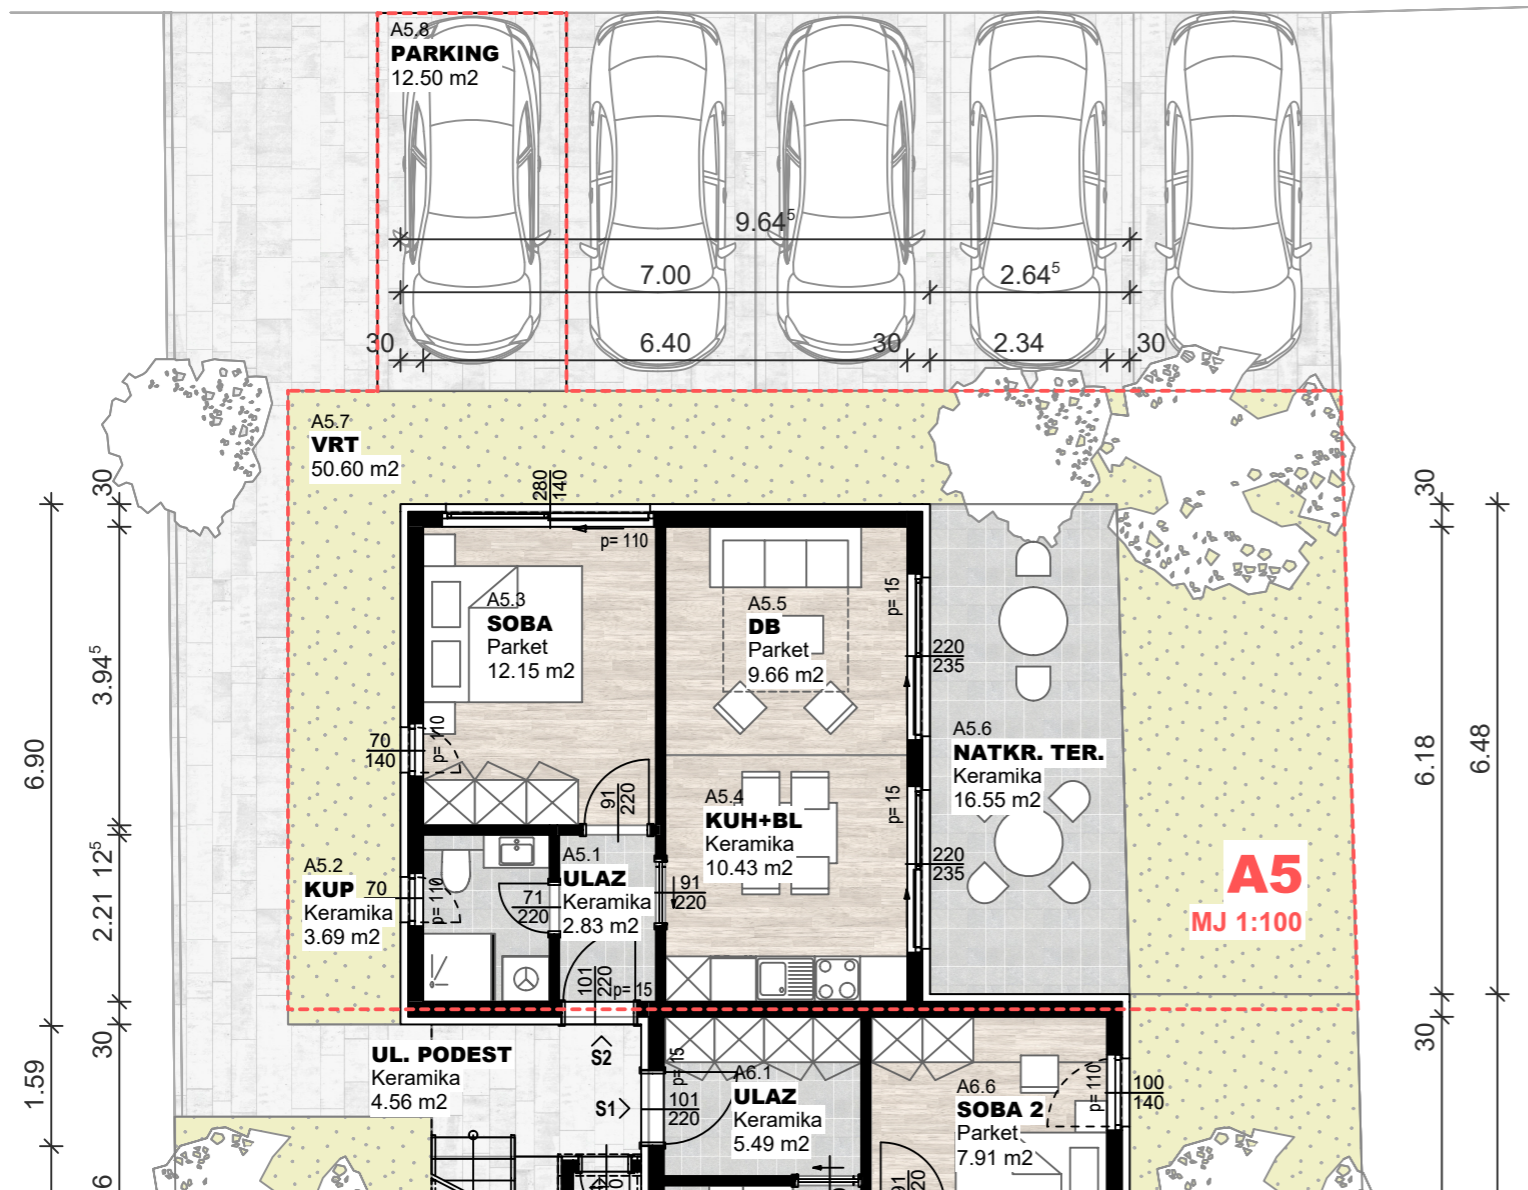 A5.8
PARKING
12.50 m2
9.64⁵
7.00
2.64⁵
30
6.40
30
2.34
30
A5.7
VRT
50.60 m2
280
140
p= 110
30
30
A5.3
SOBA
Parket
12.15 m2
A5.5
DB
Parket
9.66 m2
p= 15
220
235
3.94⁵
6.90
70
140
p= 110
A5.6
NATKR. TER.
Keramika
16.55 m2
6.18
6.48
91
220
A5.4
KUH+BL
Keramika
10.43 m2
p= 15
220
235
12⁵
2.21
A5.2
KUP
Keramika
3.69 m2
70
p= 110
71
220
A5.1
ULAZ
Keramika
2.83 m2
91
220
A5
MJ 1:100
101
220
p= 15
30
30
1.59
UL. PODEST
Keramika
4.56 m2
S2
S1
p= 15
101
220
A6.1
ULAZ
Keramika
5.49 m2
A6.6
SOBA 2
Parket
7.91 m2
p= 110
100
140
6
91
20